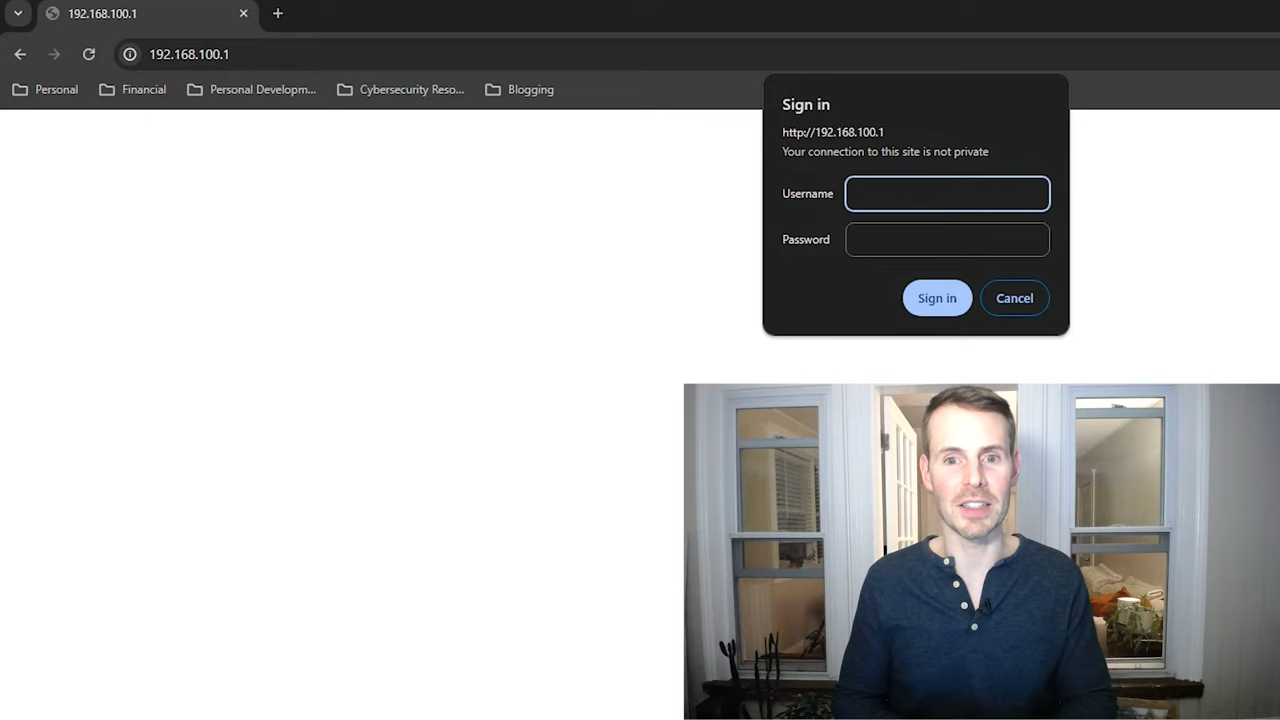 192.168.100.1
192.168.100.1
Personal
Financial
Personal Developm...
Cybersecurity Reso...
Blogging
Sign in
http://192.168.100.1
Your connection to this site is not private
Username
Password
Sign in
Cancel